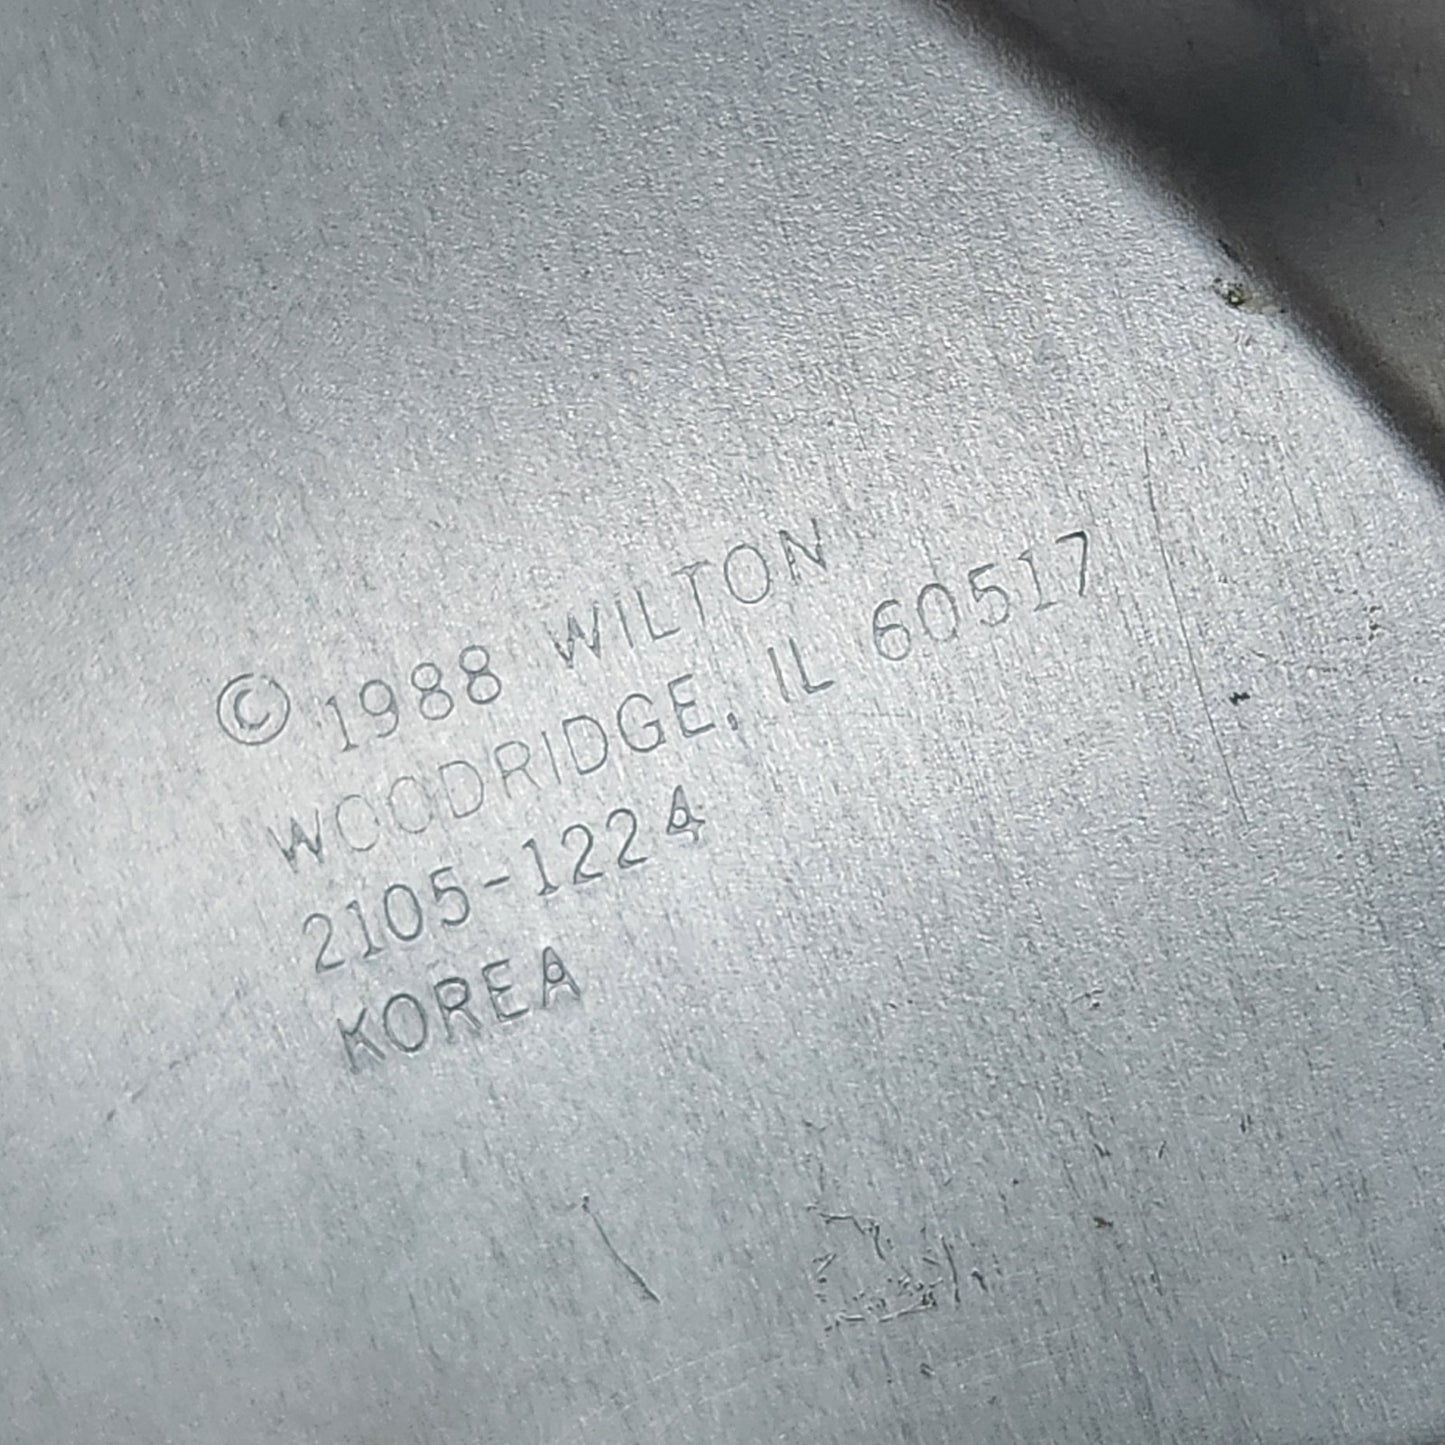 © 1988 WILTON
WOODRIDGE, IL 60517
2105-1224
KOREA